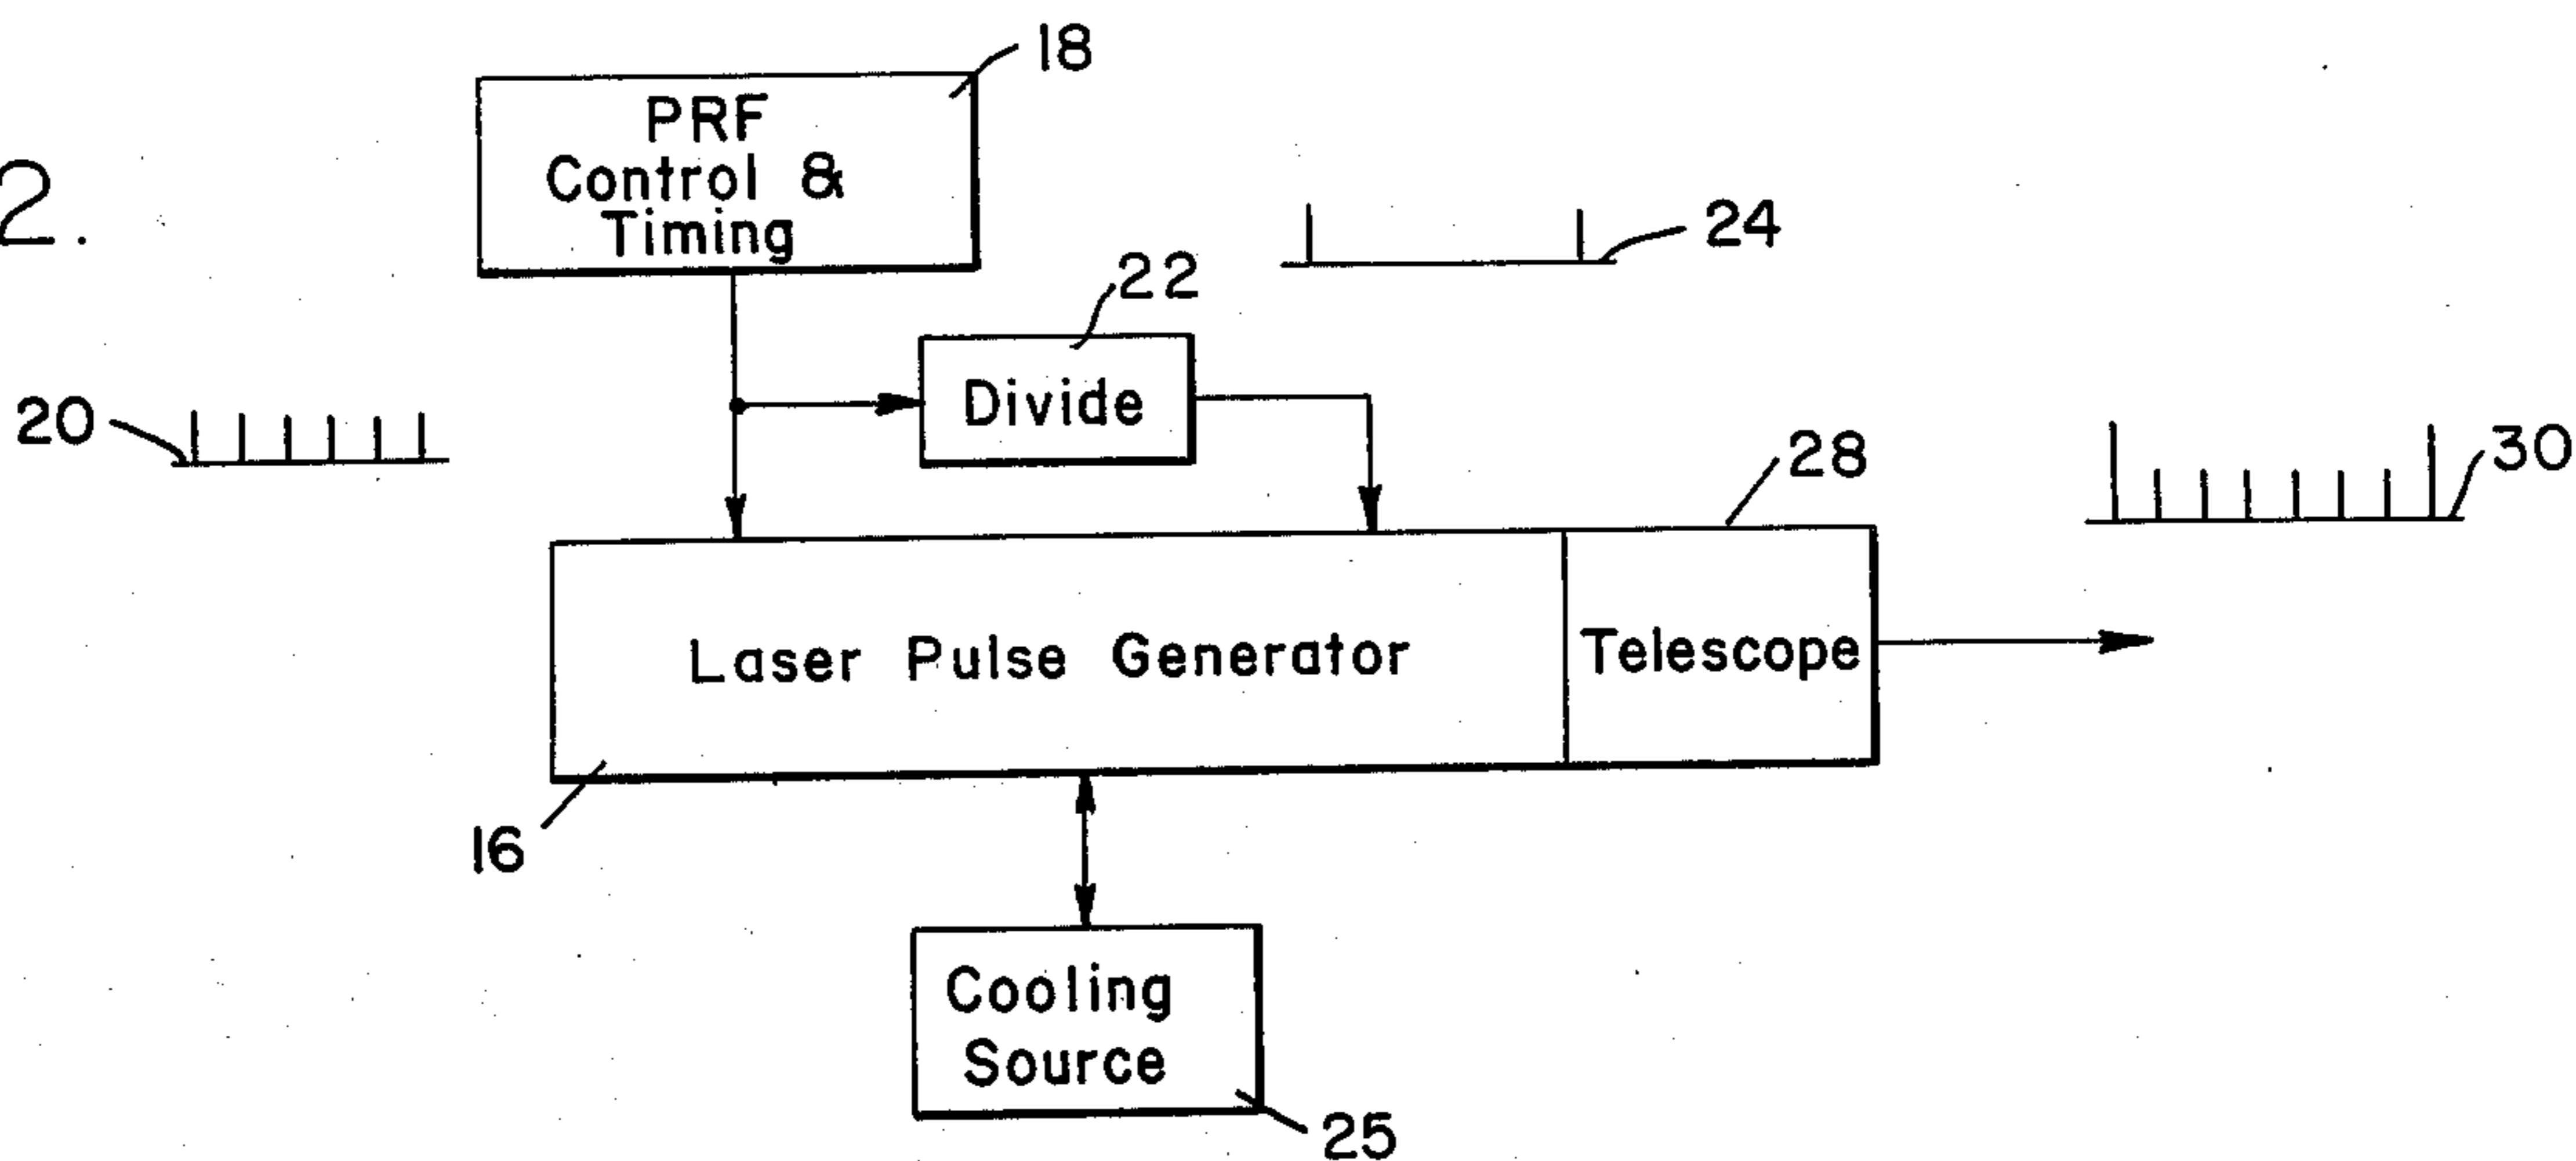 2.
18
PRF
Control &
Timing
24
22
20
Divide
28
30
Laser Pulse Generator
Telescope
16
Cooling
Source
25